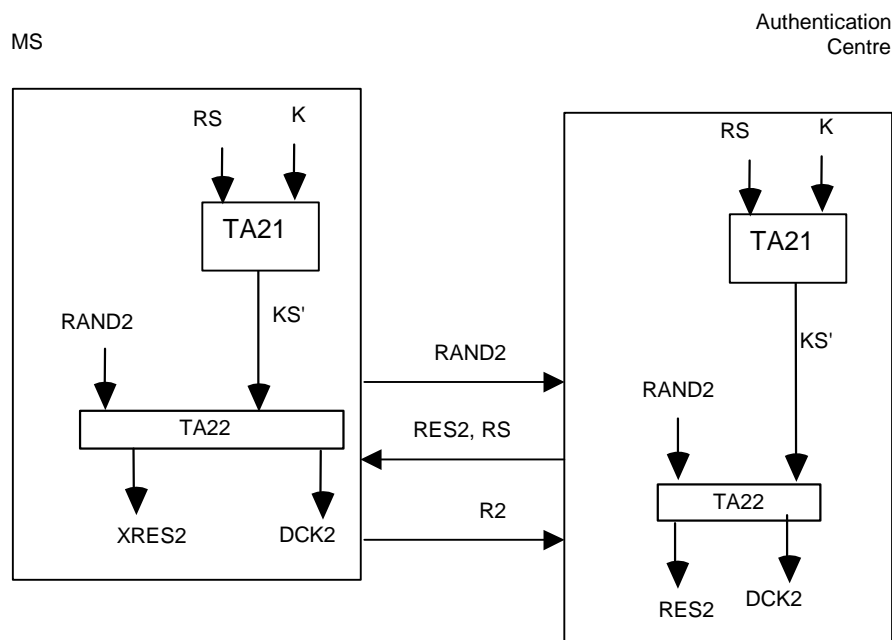 MS
Authentication
Centre
RS
K
TA21
KS'
RAND2
TA22
XRES2
DCK2
RAND2
RES2, RS
R2
RS
K
TA21
KS'
RAND2
TA22
RES2
DCK2